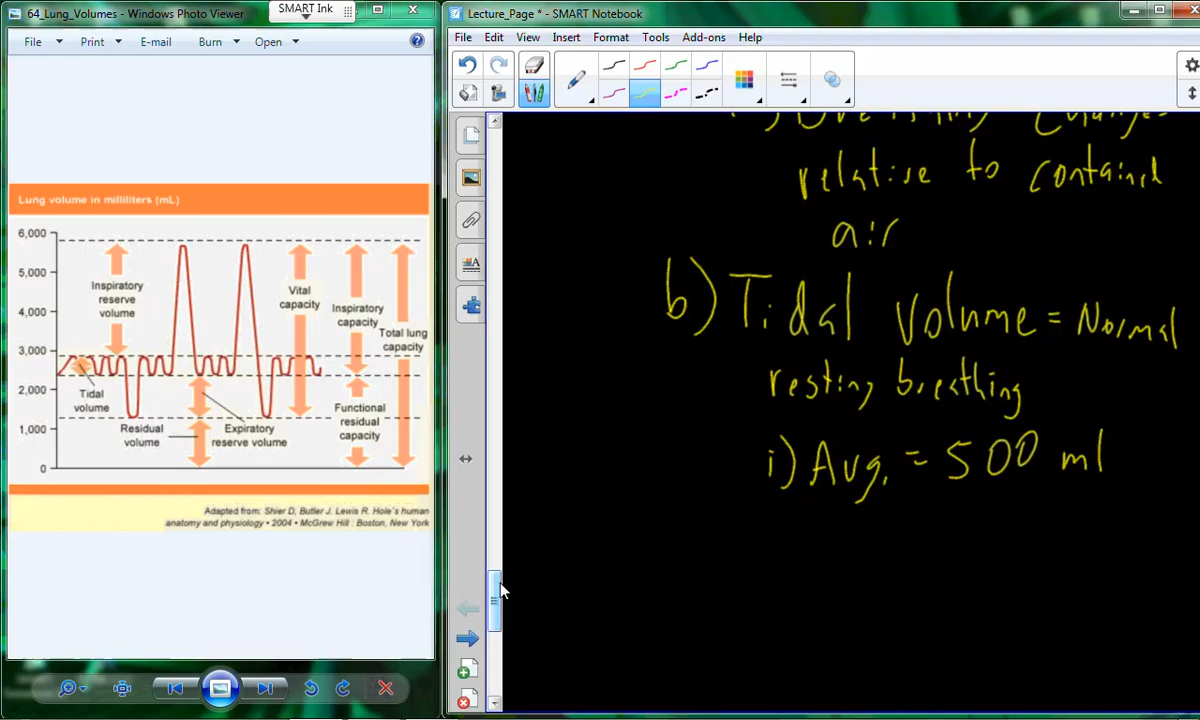 64_Lung_Volumes - Windows Photo Viewer
SMART Ink
File Print E-mail Burn Open
Lung volume in milliliters (mL)
6,000
5,000
4,000
3,000
2,000
1,000
0
Inspiratory
reserve
volume
Tidal
volume
Residual
volume
Expiratory
reserve volume
Vital
capacity
Inspiratory
capacity
Functional
residual
capacity
Total lung
capacity
Adapted from: Shier D, Butler J. Lewis R. Hole's human
anatomy and physiology • 2004 • McGrew Hill : Boston, New York
Lecture_Page * - SMART Notebook
File Edit View Insert Format Tools Add-ons Help
relative to contained
air
b) Tidal volume = Normal
resting breathing
i) Avg. = 500 ml